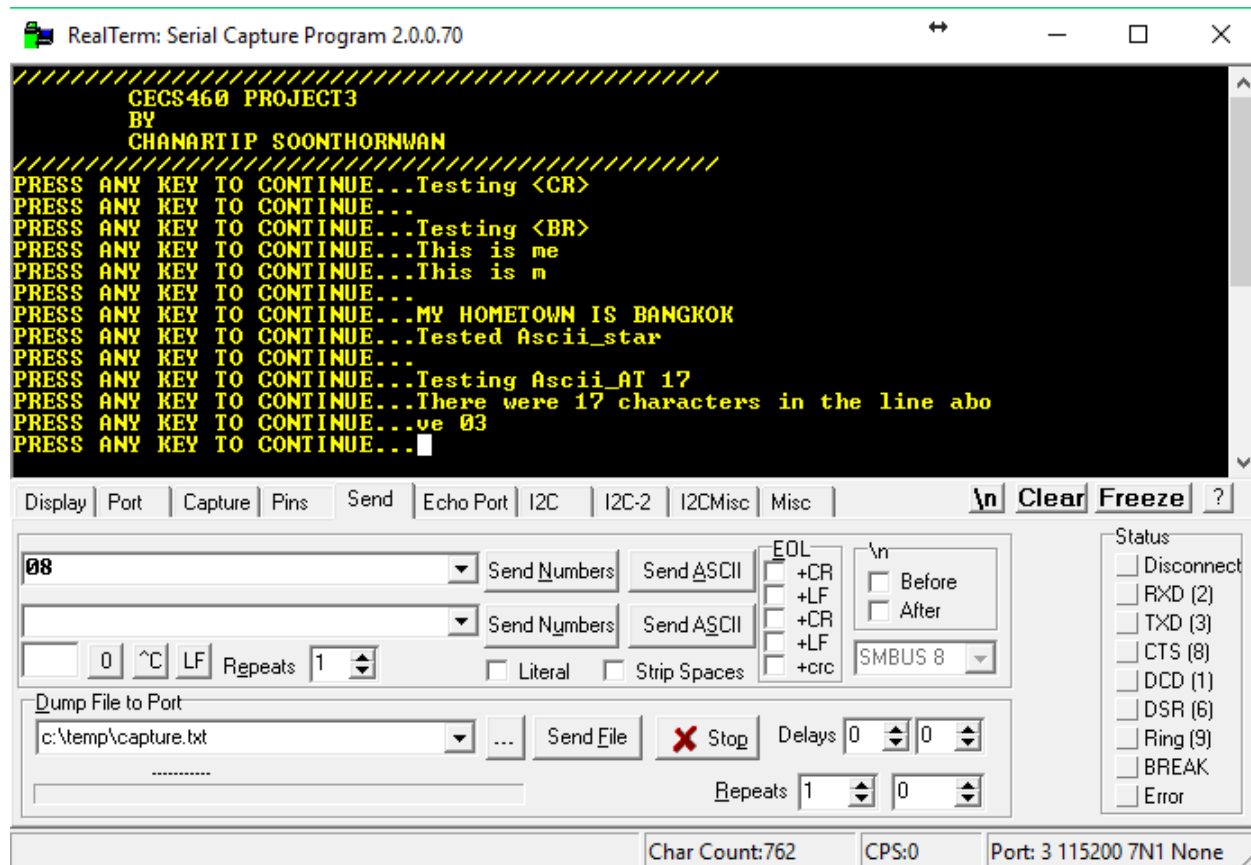 RealTerm: Serial Capture Program 2.0.0.70
/////////////////////////////////////////////////
CECS460 PROJECT3
BY
CHANARTIP SOONTHORNWAN
/////////////////////////////////////////////////
PRESS ANY KEY TO CONTINUE...Testing <CR>
PRESS ANY KEY TO CONTINUE...
PRESS ANY KEY TO CONTINUE...Testing <BR>
PRESS ANY KEY TO CONTINUE...This is me
PRESS ANY KEY TO CONTINUE...This is m
PRESS ANY KEY TO CONTINUE...
PRESS ANY KEY TO CONTINUE...MY HOMETOWN IS BANGKOK
PRESS ANY KEY TO CONTINUE...Tested Ascii_star
PRESS ANY KEY TO CONTINUE...
PRESS ANY KEY TO CONTINUE...Testing Ascii_AT 17
PRESS ANY KEY TO CONTINUE...There were 17 characters in the line abo
PRESS ANY KEY TO CONTINUE...ve 03
PRESS ANY KEY TO CONTINUE...
Display Port Capture Pins Send Echo Port I2C I2C-2 I2CMisc Misc \n Clear Freeze ?
08 Send Numbers Send ASCII
Send Numbers Send ASCII
0 ^C LF Repeats 1 Literal Strip Spaces
EOL
+CR
+LF
+CR
+LF
+crc
\n
Before
After
SMBUS 8
Dump File to Port
c:\temp\capture.txt ... Send File Stop Delays 0 0
Repeats 1 0
Status
Disconnect
RXD (2)
TXD (3)
CTS (8)
DCD (1)
DSR (6)
Ring (9)
BREAK
Error
Char Count:762 CPS:0 Port: 3 115200 7N1 None